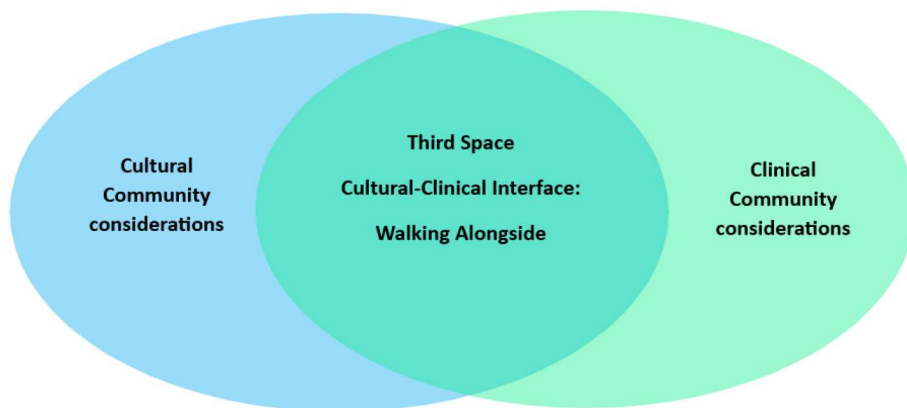 Cultural
Community
considerations
Third Space
Cultural-Clinical Interface:
Walking Alongside
Clinical
Community
considerations